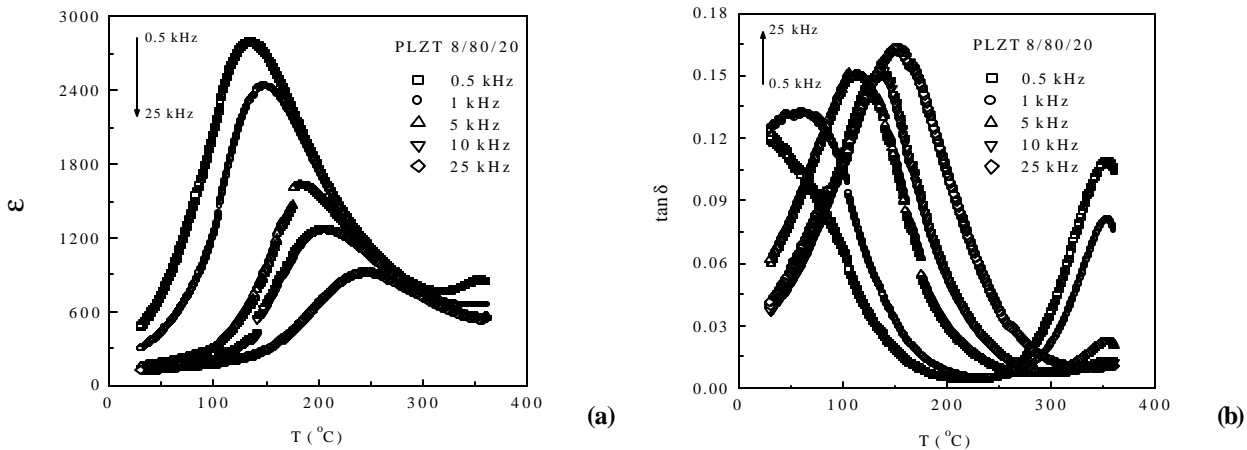 3600
3000
2400
1800
1200
600
0
ε
0.5 kHz
25 kHz
PLZT 8/80/20
0.5 kHz
1 kHz
5 kHz
10 kHz
25 kHz
0
100
200
300
400
T (°C)
(a)
0.18
0.15
0.12
0.09
0.06
0.03
0.00
tan δ
25 kHz
0.5 kHz
PLZT 8/80/20
0.5 kHz
1 kHz
5 kHz
10 kHz
25 kHz
0
100
200
300
400
T (°C)
(b)